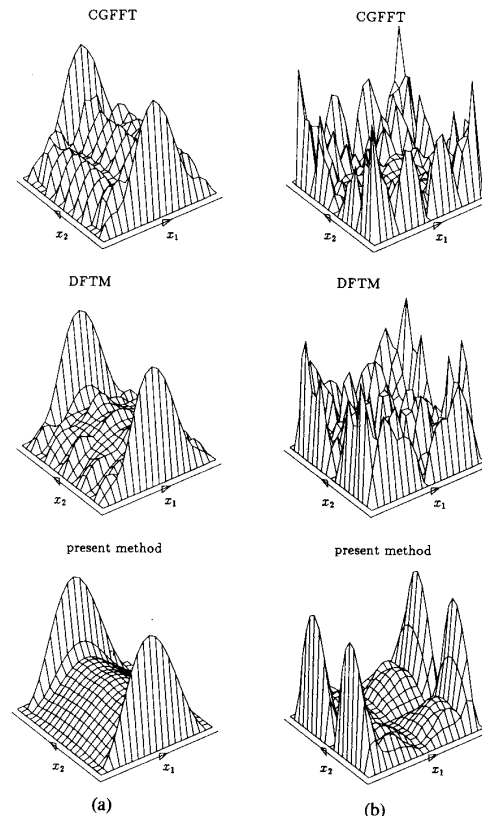 CGFFT
CGFFT
x₂
x₁
x₂
x₁
DFTM
DFTM
x₂
x₁
x₂
x₁
present method
present method
x₂
x₁
x₂
x₁
(a)
(b)